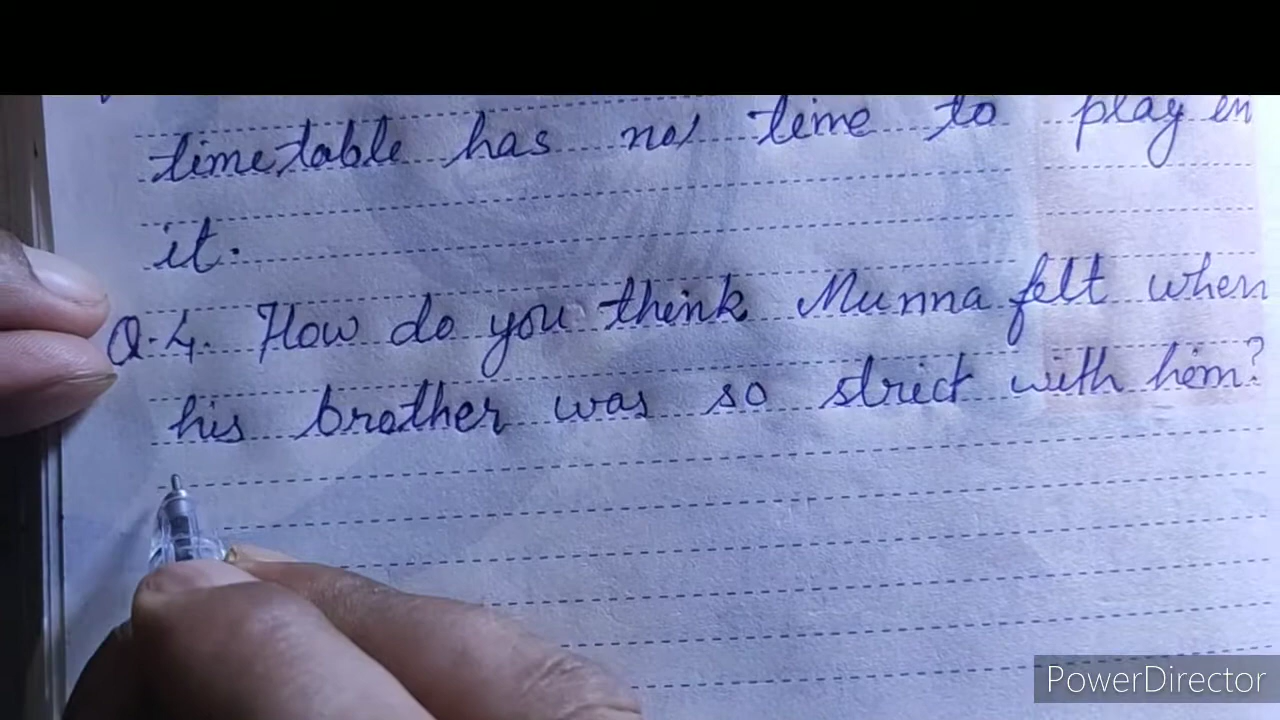 timetable has no time to play in
it.
Q.4. How do you think Munna felt when
his brother was so strict with him?
PowerDirector